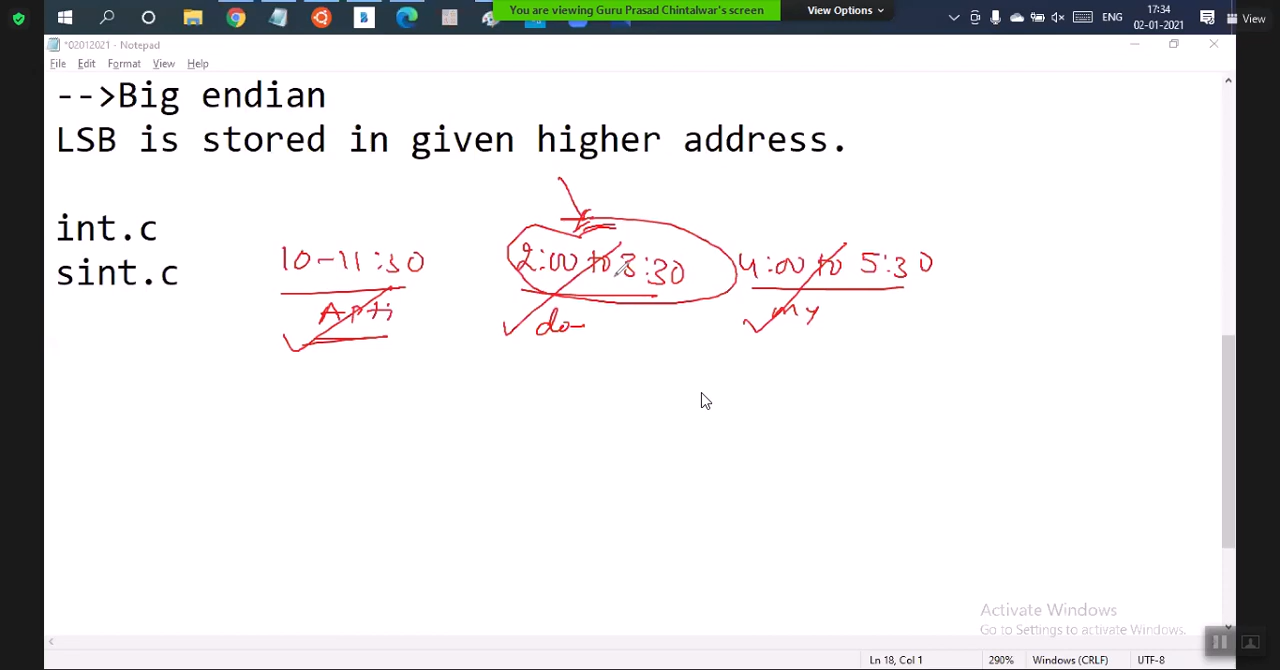 You are viewing Guru Prasad Chintalwar's screen
View Options
ENG
17:34
02-01-2021
View
*02012021 - Notepad
File Edit Format View Help
-->Big endian
LSB is stored in given higher address.
int.c
sint.c
10-11:30
2:00 to 3:30
4:00 to 5:30
Apti
do-
my
Activate Windows
Go to Settings to activate Windows.
Ln 18, Col 1
290%
Windows (CRLF)
UTF-8